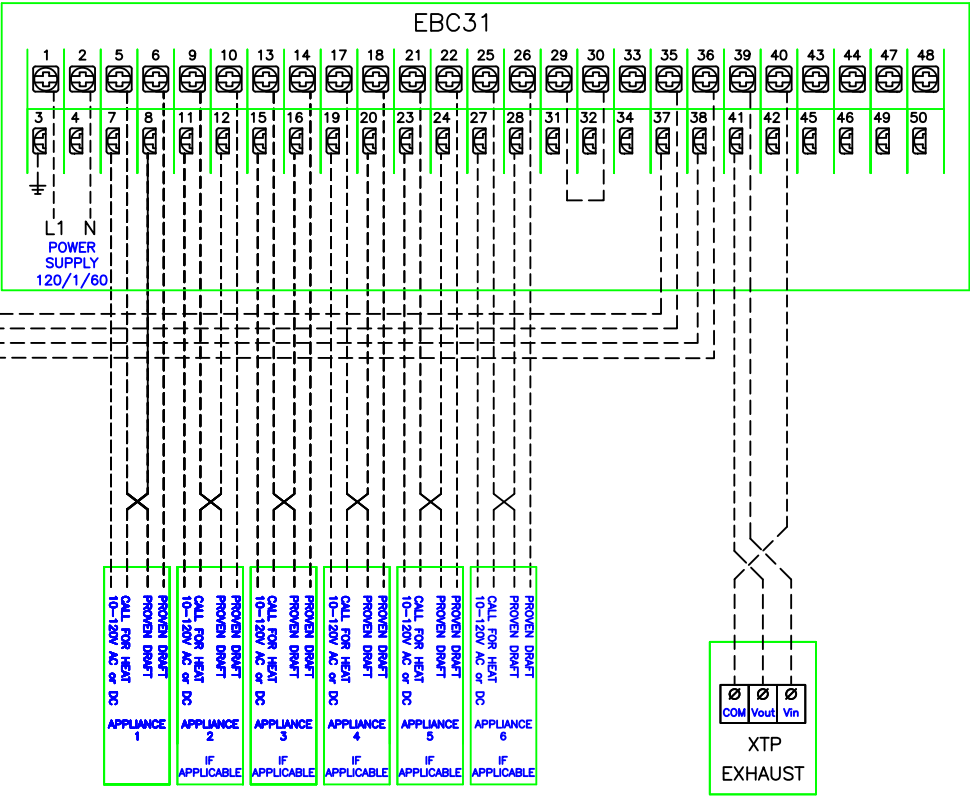 EBC31
1 2 5 6 9 10 13 14 17 18 21 22 25 26 29 30 33 35 36 39 40 43 44 47 48
3 4 7 8 11 12 15 16 19 20 23 24 27 28 31 32 34 37 38 41 42 45 46 49 50
L1 N
POWER
SUPPLY
120/1/60
10-120V AC or DC
CALL FOR HEAT
PROVEN DRAFT
PROVEN DRAFT
APPLIANCE
1
10-120V AC or DC
CALL FOR HEAT
PROVEN DRAFT
PROVEN DRAFT
APPLIANCE
2
IF
APPLICABLE
10-120V AC or DC
CALL FOR HEAT
PROVEN DRAFT
PROVEN DRAFT
APPLIANCE
3
IF
APPLICABLE
10-120V AC or DC
CALL FOR HEAT
PROVEN DRAFT
PROVEN DRAFT
APPLIANCE
4
IF
APPLICABLE
10-120V AC or DC
CALL FOR HEAT
PROVEN DRAFT
PROVEN DRAFT
APPLIANCE
5
IF
APPLICABLE
10-120V AC or DC
CALL FOR HEAT
PROVEN DRAFT
PROVEN DRAFT
APPLIANCE
6
IF
APPLICABLE
COM Vout Vin
XTP
EXHAUST